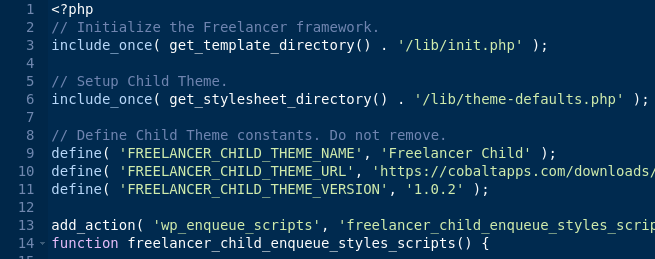 1 <?php
2 // Initialize the Freelancer framework.
3 include_once( get_template_directory() . '/lib/init.php' );
4
5 // Setup Child Theme.
6 include_once( get_stylesheet_directory() . '/lib/theme-defaults.php' );
7
8 // Define Child Theme constants. Do not remove.
9 define( 'FREELANCER_CHILD_THEME_NAME', 'Freelancer Child' );
10 define( 'FREELANCER_CHILD_THEME_URL', 'https://cobaltapps.com/downloads/
11 define( 'FREELANCER_CHILD_THEME_VERSION', '1.0.2' );
12
13 add_action( 'wp_enqueue_scripts', 'freelancer_child_enqueue_styles_scrip
14 function freelancer_child_enqueue_styles_scripts() {